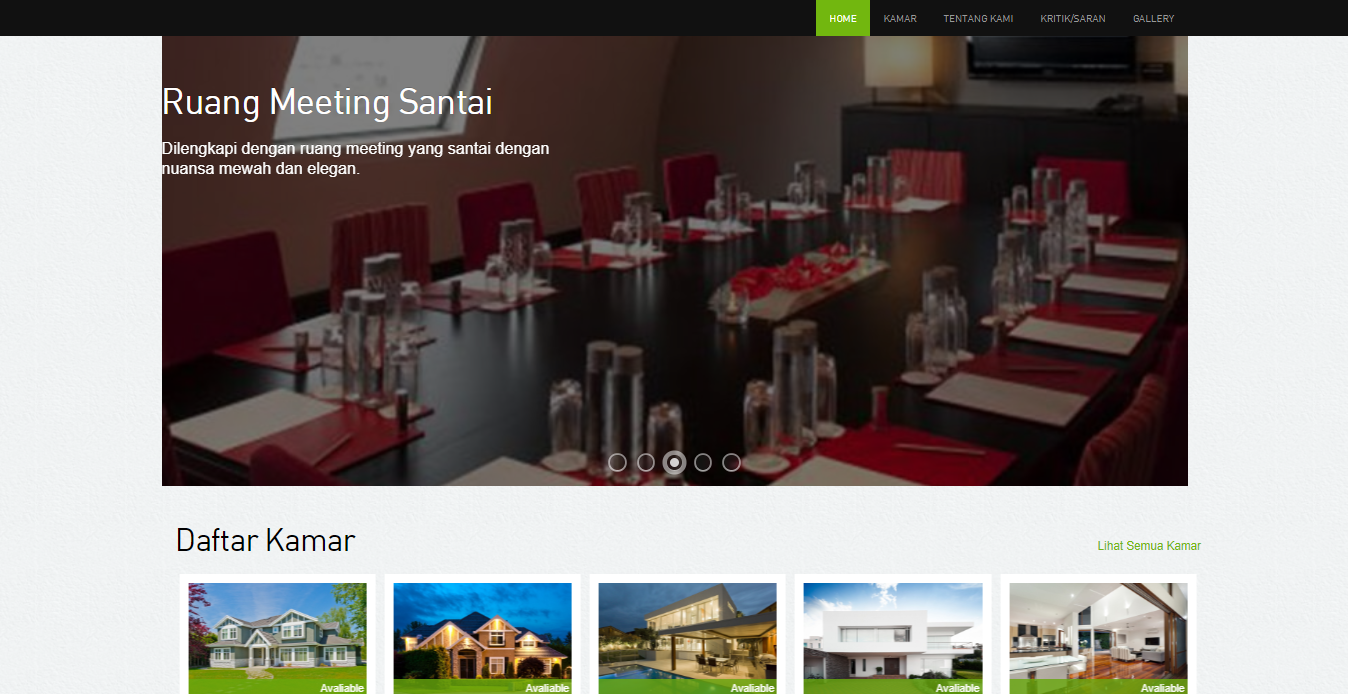 HOME KAMAR TENTANG KAMI KRITIK/SARAN GALLERY
Ruang Meeting Santai
Dilengkapi dengan ruang meeting yang santai dengan
nuansa mewah dan elegan.
Daftar Kamar
Lihat Semua Kamar
Avaliable Avaliable Avaliable Avaliable Avaliable